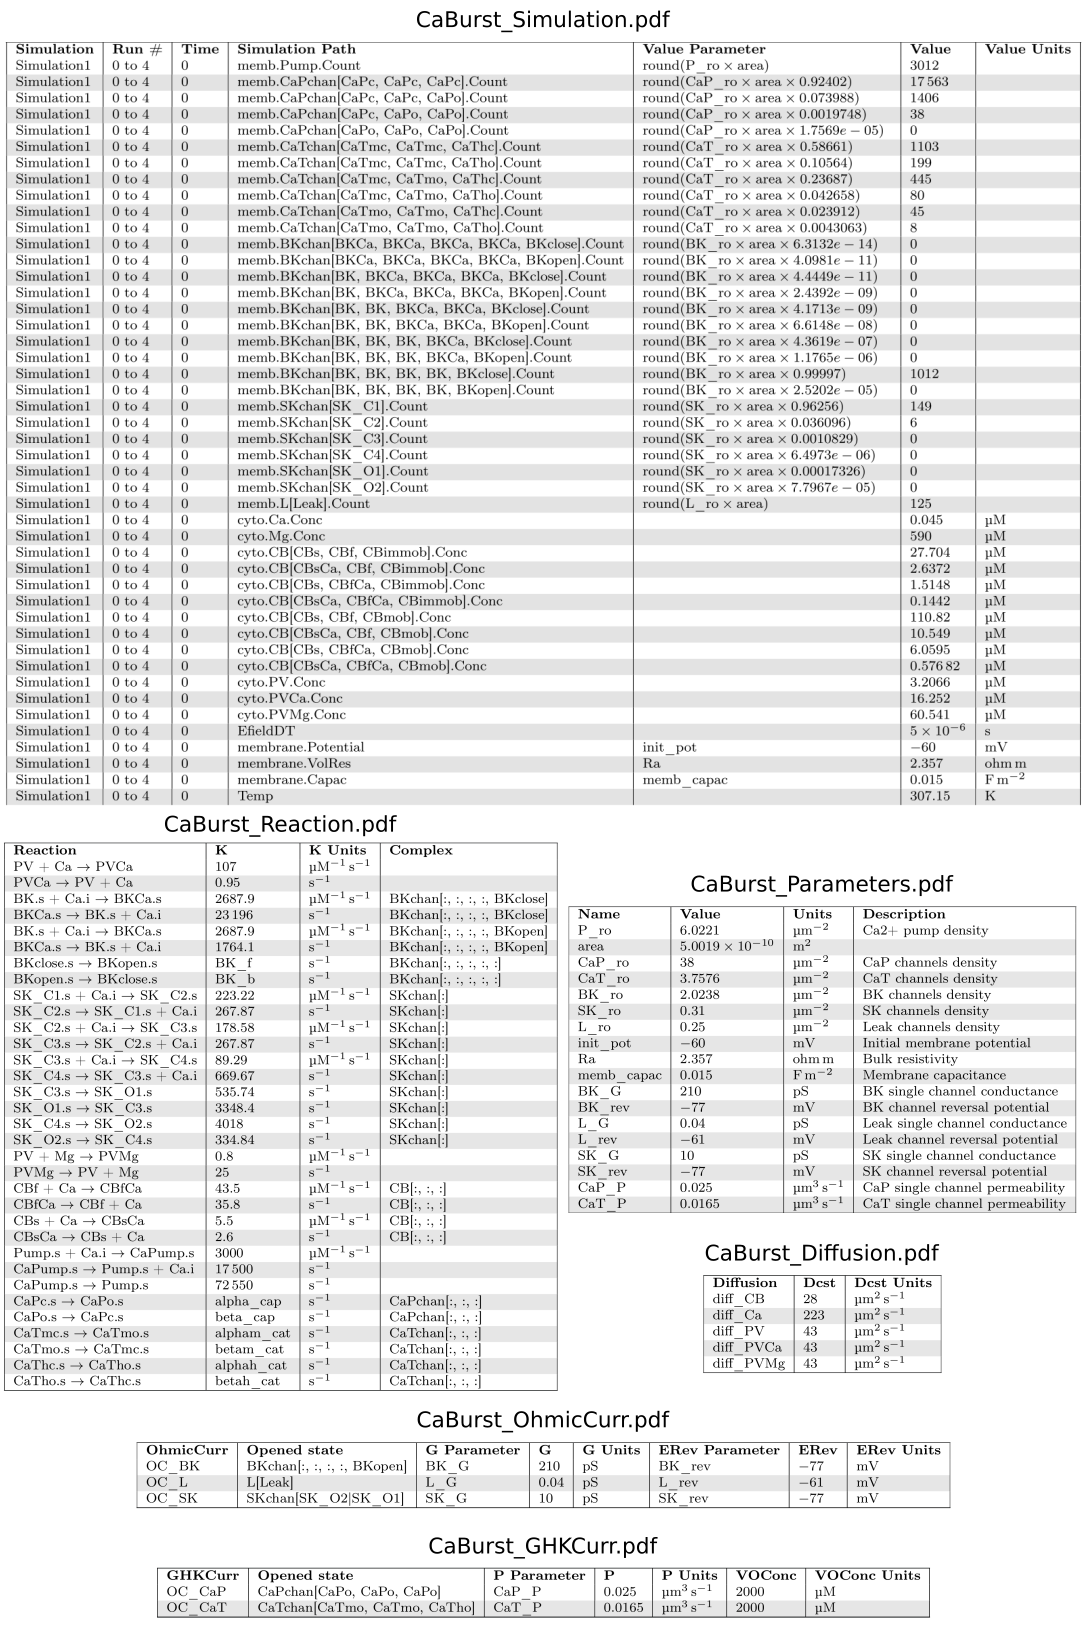 CaBurst_Simulation.pdf
Simulation Run # Time Simulation Path Value Parameter Value Value Units
Simulation1 0 to 4 0 memb.Pump.Count round(P_ro × area) 3012
Simulation1 0 to 4 0 memb.CaPchan[CaPc, CaPc, CaPc].Count round(CaP_ro × area × 0.92402) 17 563
Simulation1 0 to 4 0 memb.CaPchan[CaPc, CaPc, CaPo].Count round(CaP_ro × area × 0.073988) 1406
Simulation1 0 to 4 0 memb.CaPchan[CaPc, CaPo, CaPo].Count round(CaP_ro × area × 0.0019748) 38
Simulation1 0 to 4 0 memb.CaPchan[CaPo, CaPo, CaPo].Count round(CaP_ro × area × 1.7569e − 05) 0
Simulation1 0 to 4 0 memb.CaTchan[CaTmc, CaTmc, CaThc].Count round(CaT_ro × area × 0.58661) 1103
Simulation1 0 to 4 0 memb.CaTchan[CaTmc, CaTmc, CaTho].Count round(CaT_ro × area × 0.10564) 199
Simulation1 0 to 4 0 memb.CaTchan[CaTmc, CaTmo, CaThc].Count round(CaT_ro × area × 0.23687) 445
Simulation1 0 to 4 0 memb.CaTchan[CaTmc, CaTmo, CaTho].Count round(CaT_ro × area × 0.042658) 80
Simulation1 0 to 4 0 memb.CaTchan[CaTmo, CaTmo, CaThc].Count round(CaT_ro × area × 0.023912) 45
Simulation1 0 to 4 0 memb.CaTchan[CaTmo, CaTmo, CaTho].Count round(CaT_ro × area × 0.0043063) 8
Simulation1 0 to 4 0 memb.BKchan[BKCa, BKCa, BKCa, BKCa, BKclose].Count round(BK_ro × area × 6.3132e − 14) 0
Simulation1 0 to 4 0 memb.BKchan[BKCa, BKCa, BKCa, BKCa, BKopen].Count round(BK_ro × area × 4.0981e − 11) 0
Simulation1 0 to 4 0 memb.BKchan[BK, BKCa, BKCa, BKCa, BKclose].Count round(BK_ro × area × 4.4449e − 11) 0
Simulation1 0 to 4 0 memb.BKchan[BK, BKCa, BKCa, BKCa, BKopen].Count round(BK_ro × area × 2.4392e − 09) 0
Simulation1 0 to 4 0 memb.BKchan[BK, BK, BKCa, BKCa, BKclose].Count round(BK_ro × area × 4.1713e − 09) 0
Simulation1 0 to 4 0 memb.BKchan[BK, BK, BKCa, BKCa, BKopen].Count round(BK_ro × area × 6.6148e − 08) 0
Simulation1 0 to 4 0 memb.BKchan[BK, BK, BK, BKCa, BKclose].Count round(BK_ro × area × 4.3619e − 07) 0
Simulation1 0 to 4 0 memb.BKchan[BK, BK, BK, BKCa, BKopen].Count round(BK_ro × area × 1.1765e − 06) 0
Simulation1 0 to 4 0 memb.BKchan[BK, BK, BK, BK, BKclose].Count round(BK_ro × area × 0.99997) 1012
Simulation1 0 to 4 0 memb.BKchan[BK, BK, BK, BK, BKopen].Count round(BK_ro × area × 2.5202e − 05) 0
Simulation1 0 to 4 0 memb.SKchan[SK_C1].Count round(SK_ro × area × 0.96256) 149
Simulation1 0 to 4 0 memb.SKchan[SK_C2].Count round(SK_ro × area × 0.036096) 6
Simulation1 0 to 4 0 memb.SKchan[SK_C3].Count round(SK_ro × area × 0.0010829) 0
Simulation1 0 to 4 0 memb.SKchan[SK_C4].Count round(SK_ro × area × 6.4973e − 06) 0
Simulation1 0 to 4 0 memb.SKchan[SK_O1].Count round(SK_ro × area × 0.00017326) 0
Simulation1 0 to 4 0 memb.SKchan[SK_O2].Count round(SK_ro × area × 7.7967e − 05) 0
Simulation1 0 to 4 0 memb.L[Leak].Count round(L_ro × area) 125
Simulation1 0 to 4 0 cyto.Ca.Conc 0.045 µM
Simulation1 0 to 4 0 cyto.Mg.Conc 590 µM
Simulation1 0 to 4 0 cyto.CB[CBs, CBf, CBimmob].Conc 27.704 µM
Simulation1 0 to 4 0 cyto.CB[CBsCa, CBf, CBimmob].Conc 2.6372 µM
Simulation1 0 to 4 0 cyto.CB[CBs, CBfCa, CBimmob].Conc 1.5148 µM
Simulation1 0 to 4 0 cyto.CB[CBsCa, CBfCa, CBimmob].Conc 0.1442 µM
Simulation1 0 to 4 0 cyto.CB[CBs, CBf, CBmob].Conc 110.82 µM
Simulation1 0 to 4 0 cyto.CB[CBsCa, CBf, CBmob].Conc 10.549 µM
Simulation1 0 to 4 0 cyto.CB[CBs, CBfCa, CBmob].Conc 6.0595 µM
Simulation1 0 to 4 0 cyto.CB[CBsCa, CBfCa, CBmob].Conc 0.576 82 µM
Simulation1 0 to 4 0 cyto.PV.Conc 3.2066 µM
Simulation1 0 to 4 0 cyto.PVCa.Conc 16.252 µM
Simulation1 0 to 4 0 cyto.PVMg.Conc 60.541 µM
Simulation1 0 to 4 0 EfieldDT 5 × 10⁻⁶ s
Simulation1 0 to 4 0 membrane.Potential init_pot −60 mV
Simulation1 0 to 4 0 membrane.VolRes Ra 2.357 ohm m
Simulation1 0 to 4 0 membrane.Capac memb_capac 0.015 F m⁻²
Simulation1 0 to 4 0 Temp 307.15 K
CaBurst_Reaction.pdf
Reaction K K Units Complex
PV + Ca → PVCa 107 µM⁻¹ s⁻¹
PVCa → PV + Ca 0.95 s⁻¹
BK.s + Ca.i → BKCa.s 2687.9 µM⁻¹ s⁻¹ BKchan[:, :, :, :, BKclose]
BKCa.s → BK.s + Ca.i 23 196 s⁻¹ BKchan[:, :, :, :, BKclose]
BK.s + Ca.i → BKCa.s 2687.9 µM⁻¹ s⁻¹ BKchan[:, :, :, :, BKopen]
BKCa.s → BK.s + Ca.i 1764.1 s⁻¹ BKchan[:, :, :, :, BKopen]
BKclose.s → BKopen.s BK_f s⁻¹ BKchan[:, :, :, :, :]
BKopen.s → BKclose.s BK_b s⁻¹ BKchan[:, :, :, :, :]
SK_C1.s + Ca.i → SK_C2.s 223.22 µM⁻¹ s⁻¹ SKchan[:]
SK_C2.s → SK_C1.s + Ca.i 267.87 s⁻¹ SKchan[:]
SK_C2.s + Ca.i → SK_C3.s 178.58 µM⁻¹ s⁻¹ SKchan[:]
SK_C3.s → SK_C2.s + Ca.i 267.87 s⁻¹ SKchan[:]
SK_C3.s + Ca.i → SK_C4.s 89.29 µM⁻¹ s⁻¹ SKchan[:]
SK_C4.s → SK_C3.s + Ca.i 669.67 s⁻¹ SKchan[:]
SK_C3.s → SK_O1.s 535.74 s⁻¹ SKchan[:]
SK_O1.s → SK_C3.s 3348.4 s⁻¹ SKchan[:]
SK_C4.s → SK_O2.s 4018 s⁻¹ SKchan[:]
SK_O2.s → SK_C4.s 334.84 s⁻¹ SKchan[:]
PV + Mg → PVMg 0.8 µM⁻¹ s⁻¹
PVMg → PV + Mg 25 s⁻¹
CBf + Ca → CBfCa 43.5 µM⁻¹ s⁻¹ CB[:, :, :]
CBfCa → CBf + Ca 35.8 s⁻¹ CB[:, :, :]
CBs + Ca → CBsCa 5.5 µM⁻¹ s⁻¹ CB[:, :, :]
CBsCa → CBs + Ca 2.6 s⁻¹ CB[:, :, :]
Pump.s + Ca.i → CaPump.s 3000 µM⁻¹ s⁻¹
CaPump.s → Pump.s + Ca.i 17 500 s⁻¹
CaPump.s → Pump.s 72 550 s⁻¹
CaPc.s → CaPo.s alpha_cap s⁻¹ CaPchan[:, :, :]
CaPo.s → CaPc.s beta_cap s⁻¹ CaPchan[:, :, :]
CaTmc.s → CaTmo.s alpham_cat s⁻¹ CaTchan[:, :, :]
CaTmo.s → CaTmc.s betam_cat s⁻¹ CaTchan[:, :, :]
CaThc.s → CaTho.s alphah_cat s⁻¹ CaTchan[:, :, :]
CaTho.s → CaThc.s betah_cat s⁻¹ CaTchan[:, :, :]
CaBurst_Parameters.pdf
Name Value Units Description
P_ro 6.0221 µm⁻² Ca2+ pump density
area 5.0019 × 10⁻¹⁰ m²
CaP_ro 38 µm⁻² CaP channels density
CaT_ro 3.7576 µm⁻² CaT channels density
BK_ro 2.0238 µm⁻² BK channels density
SK_ro 0.31 µm⁻² SK channels density
L_ro 0.25 µm⁻² Leak channels density
init_pot −60 mV Initial membrane potential
Ra 2.357 ohm m Bulk resistivity
memb_capac 0.015 F m⁻² Membrane capacitance
BK_G 210 pS BK single channel conductance
BK_rev −77 mV BK channel reversal potential
L_G 0.04 pS Leak single channel conductance
L_rev −61 mV Leak channel reversal potential
SK_G 10 pS SK single channel conductance
SK_rev −77 mV SK channel reversal potential
CaP_P 0.025 µm³ s⁻¹ CaP single channel permeability
CaT_P 0.0165 µm³ s⁻¹ CaT single channel permeability
CaBurst_Diffusion.pdf
Diffusion Dcst Dcst Units
diff_CB 28 µm² s⁻¹
diff_Ca 223 µm² s⁻¹
diff_PV 43 µm² s⁻¹
diff_PVCa 43 µm² s⁻¹
diff_PVMg 43 µm² s⁻¹
CaBurst_OhmicCurr.pdf
OhmicCurr Opened state G Parameter G G Units ERev Parameter ERev ERev Units
OC_BK BKchan[:, :, :, :, BKopen] BK_G 210 pS BK_rev −77 mV
OC_L L[Leak] L_G 0.04 pS L_rev −61 mV
OC_SK SKchan[SK_O2|SK_O1] SK_G 10 pS SK_rev −77 mV
CaBurst_GHKCurr.pdf
GHKCurr Opened state P Parameter P P Units VOConc VOConc Units
OC_CaP CaPchan[CaPo, CaPo, CaPo] CaP_P 0.025 µm³ s⁻¹ 2000 µM
OC_CaT CaTchan[CaTmo, CaTmo, CaTho] CaT_P 0.0165 µm³ s⁻¹ 2000 µM